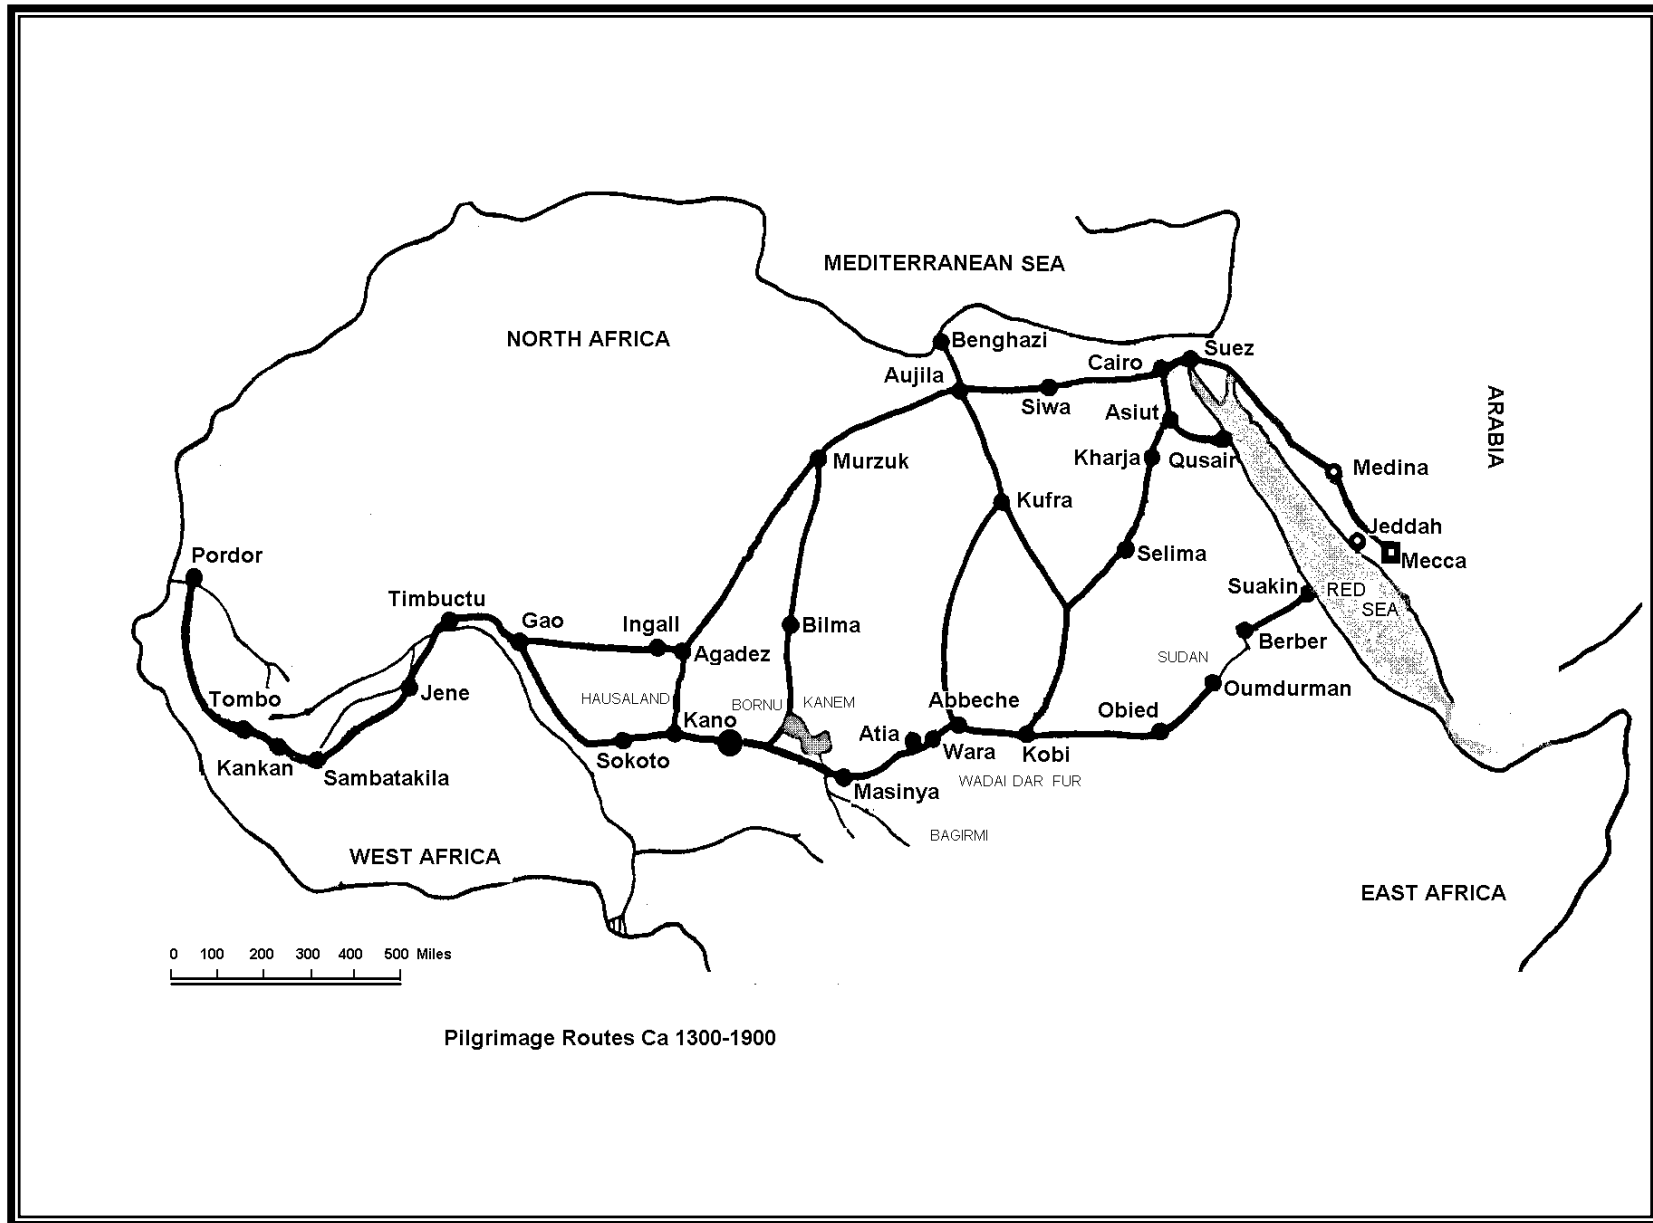 MEDITERRANEAN SEA
NORTH AFRICA
Benghazi
Suez
Cairo
Aujila
Siwa
ARABIA
Asiut
Murzuk
Kharja
Qusair
Medina
Kufra
Jeddah
Pordor
Selima
Mecca
Suakin
RED
SEA
Timbuctu
Gao
Ingall
Bilma
Berber
Agadez
SUDAN
Jene
Oumdurman
Tombo
HAUSALAND
BORNU
KANEM
Abbeche
Obied
Kano
Atia
Wara
Kobi
Kankan
Sambatakila
Sokoto
Masinya
WADAI DAR FUR
BAGIRMI
WEST AFRICA
EAST AFRICA
0 100 200 300 400 500 Miles
Pilgrimage Routes Ca 1300-1900